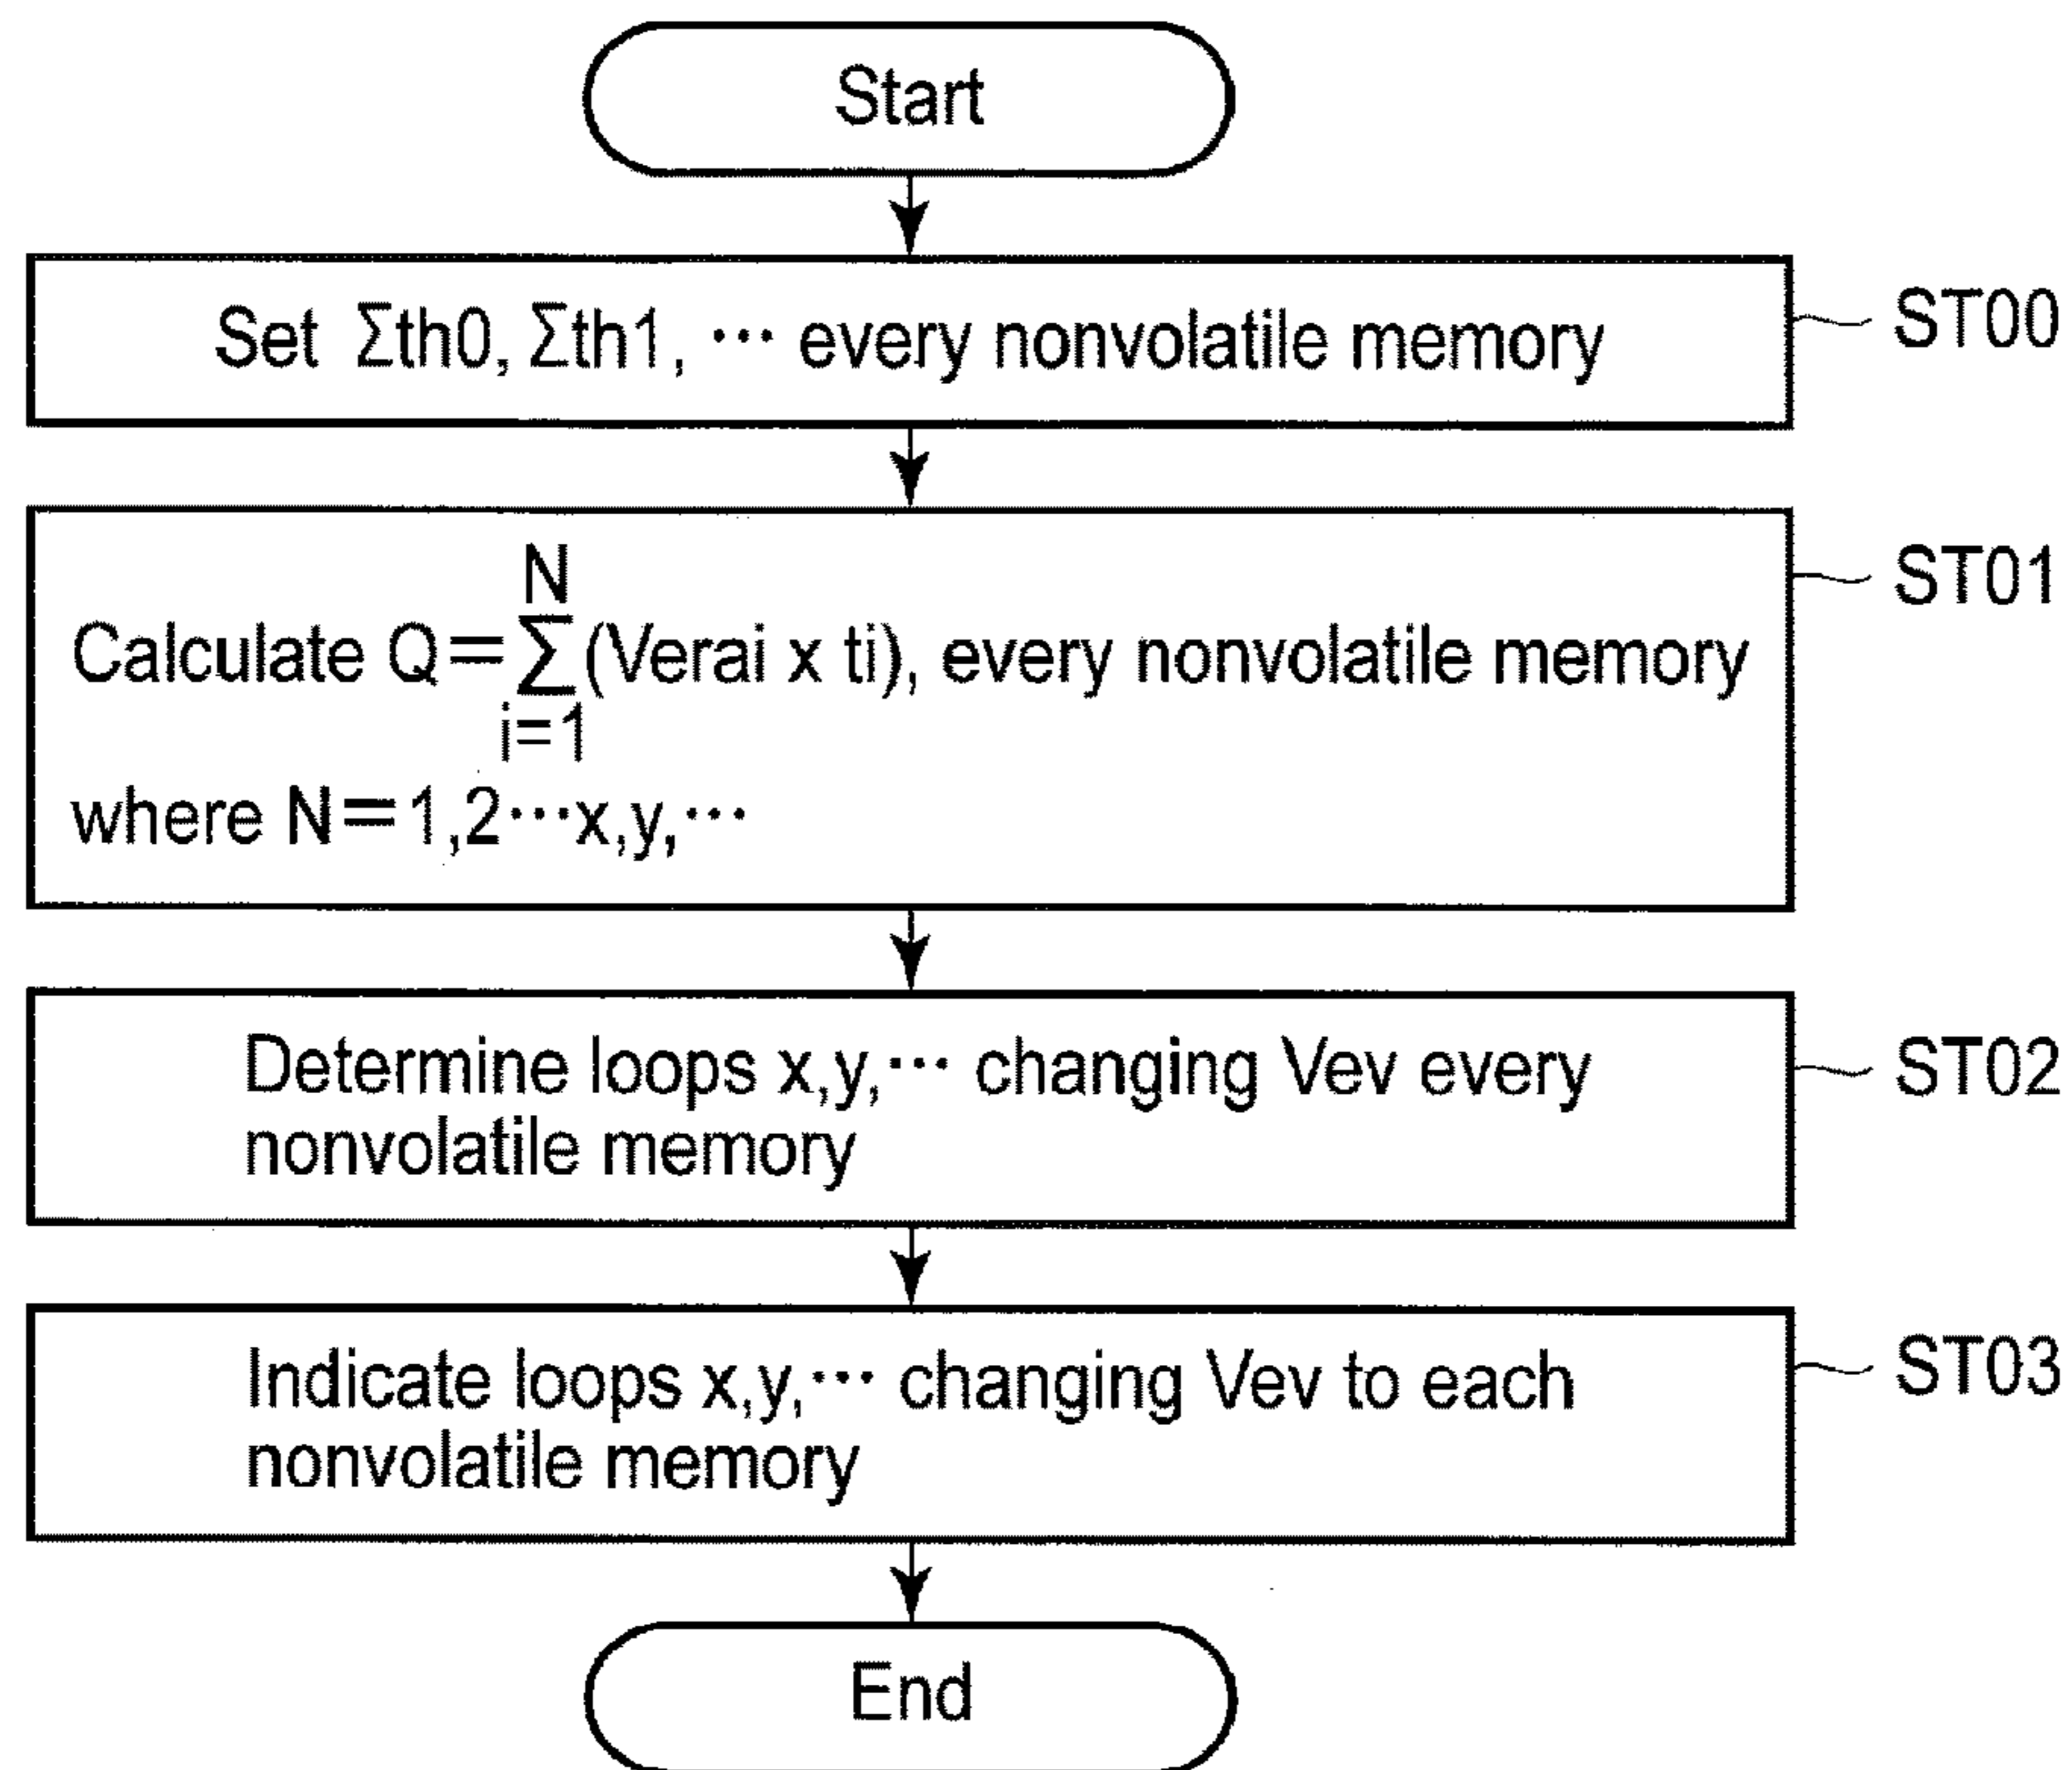 Start
Set Σth0, Σth1, ··· every nonvolatile memory
ST00
N
Calculate Q=Σ(Verai x ti), every nonvolatile memory
i=1
where N=1,2···x,y,···
ST01
Determine loops x,y,··· changing Vev every
nonvolatile memory
ST02
Indicate loops x,y,··· changing Vev to each
nonvolatile memory
ST03
End